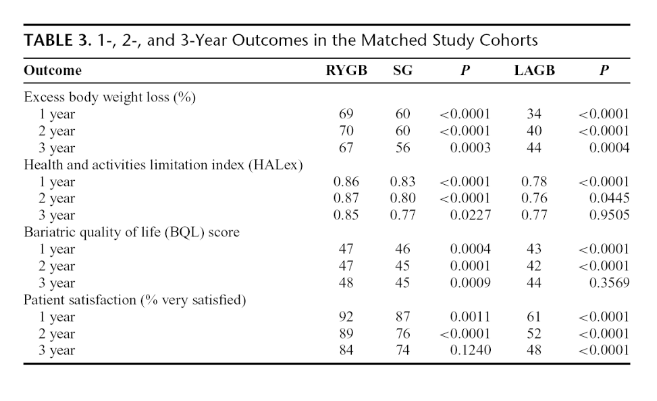 TABLE 3. 1-, 2-, and 3-Year Outcomes in the Matched Study Cohorts
Outcome RYGB SG P LAGB P
Excess body weight loss (%)
1 year 69 60 <0.0001 34 <0.0001
2 year 70 60 <0.0001 40 <0.0001
3 year 67 56 0.0003 44 0.0004
Health and activities limitation index (HALex)
1 year 0.86 0.83 <0.0001 0.78 <0.0001
2 year 0.87 0.80 <0.0001 0.76 0.0445
3 year 0.85 0.77 0.0227 0.77 0.9505
Bariatric quality of life (BQL) score
1 year 47 46 0.0004 43 <0.0001
2 year 47 45 0.0001 42 <0.0001
3 year 48 45 0.0009 44 0.3569
Patient satisfaction (% very satisfied)
1 year 92 87 0.0011 61 <0.0001
2 year 89 76 <0.0001 52 <0.0001
3 year 84 74 0.1240 48 <0.0001